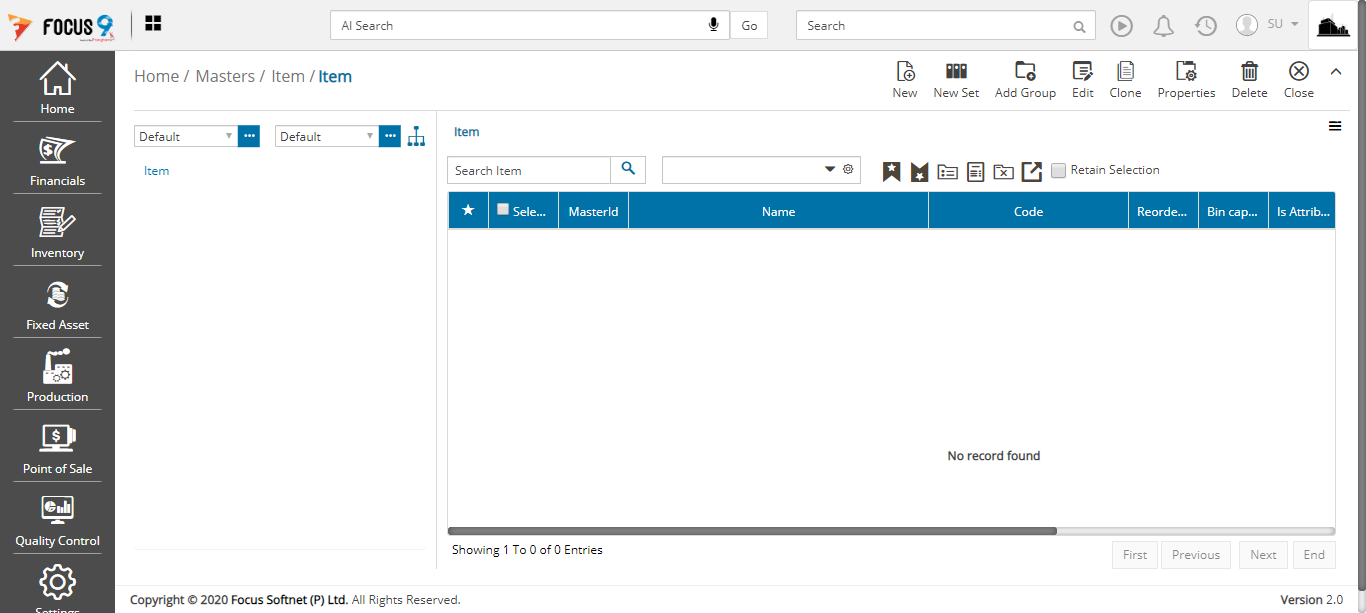 FOCUS 9
AI Search
Go
Search
SU
Home
Financials
Inventory
Fixed Asset
Production
Point of Sale
Quality Control
Settings
Home / Masters / Item / Item
New
New Set
Add Group
Edit
Clone
Properties
Delete
Close
Default
Default
Item
Item
Search Item
Retain Selection
Sele... MasterId Name Code Reorde... Bin cap... Is Attrib...
No record found
Showing 1 To 0 of 0 Entries
First Previous Next End
Copyright © 2020 Focus Softnet (P) Ltd. All Rights Reserved.
Version 2.0